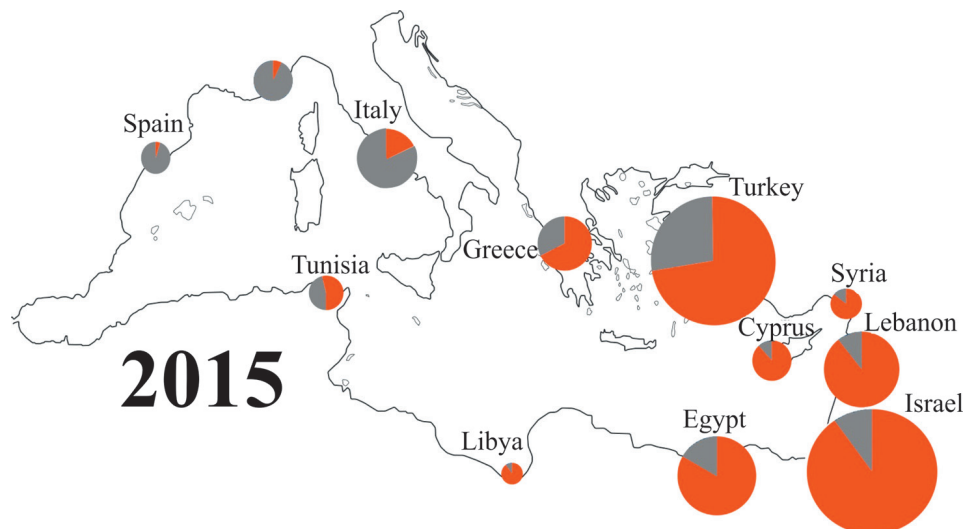 Spain
Italy
Turkey
Greece
Tunisia
Syria
Cyprus
Lebanon
2015
Israel
Egypt
Libya